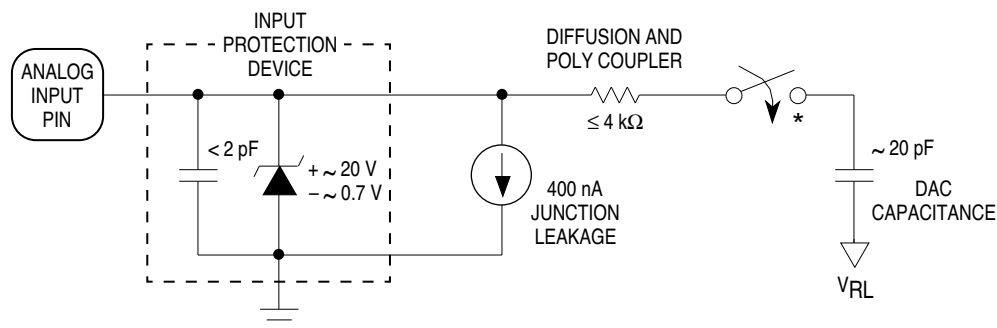 INPUT
PROTECTION
DEVICE
ANALOG
INPUT
PIN
< 2 pF
+ ~ 20 V
– ~ 0.7 V
400 nA
JUNCTION
LEAKAGE
DIFFUSION AND
POLY COUPLER
≤ 4 kΩ
*
~ 20 pF
DAC
CAPACITANCE
VRL